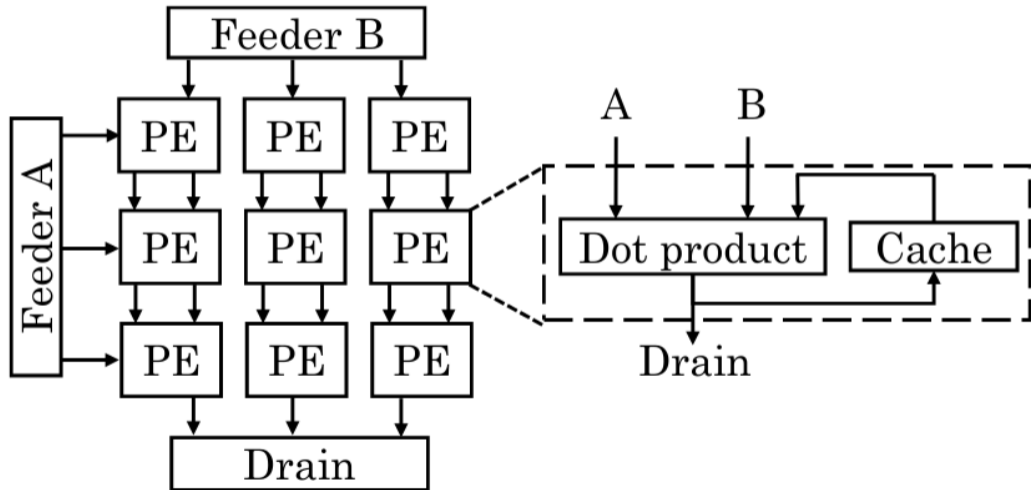 Feeder B
Feeder A
PE PE PE
PE PE PE
PE PE PE
Drain
A B
Dot product Cache
Drain